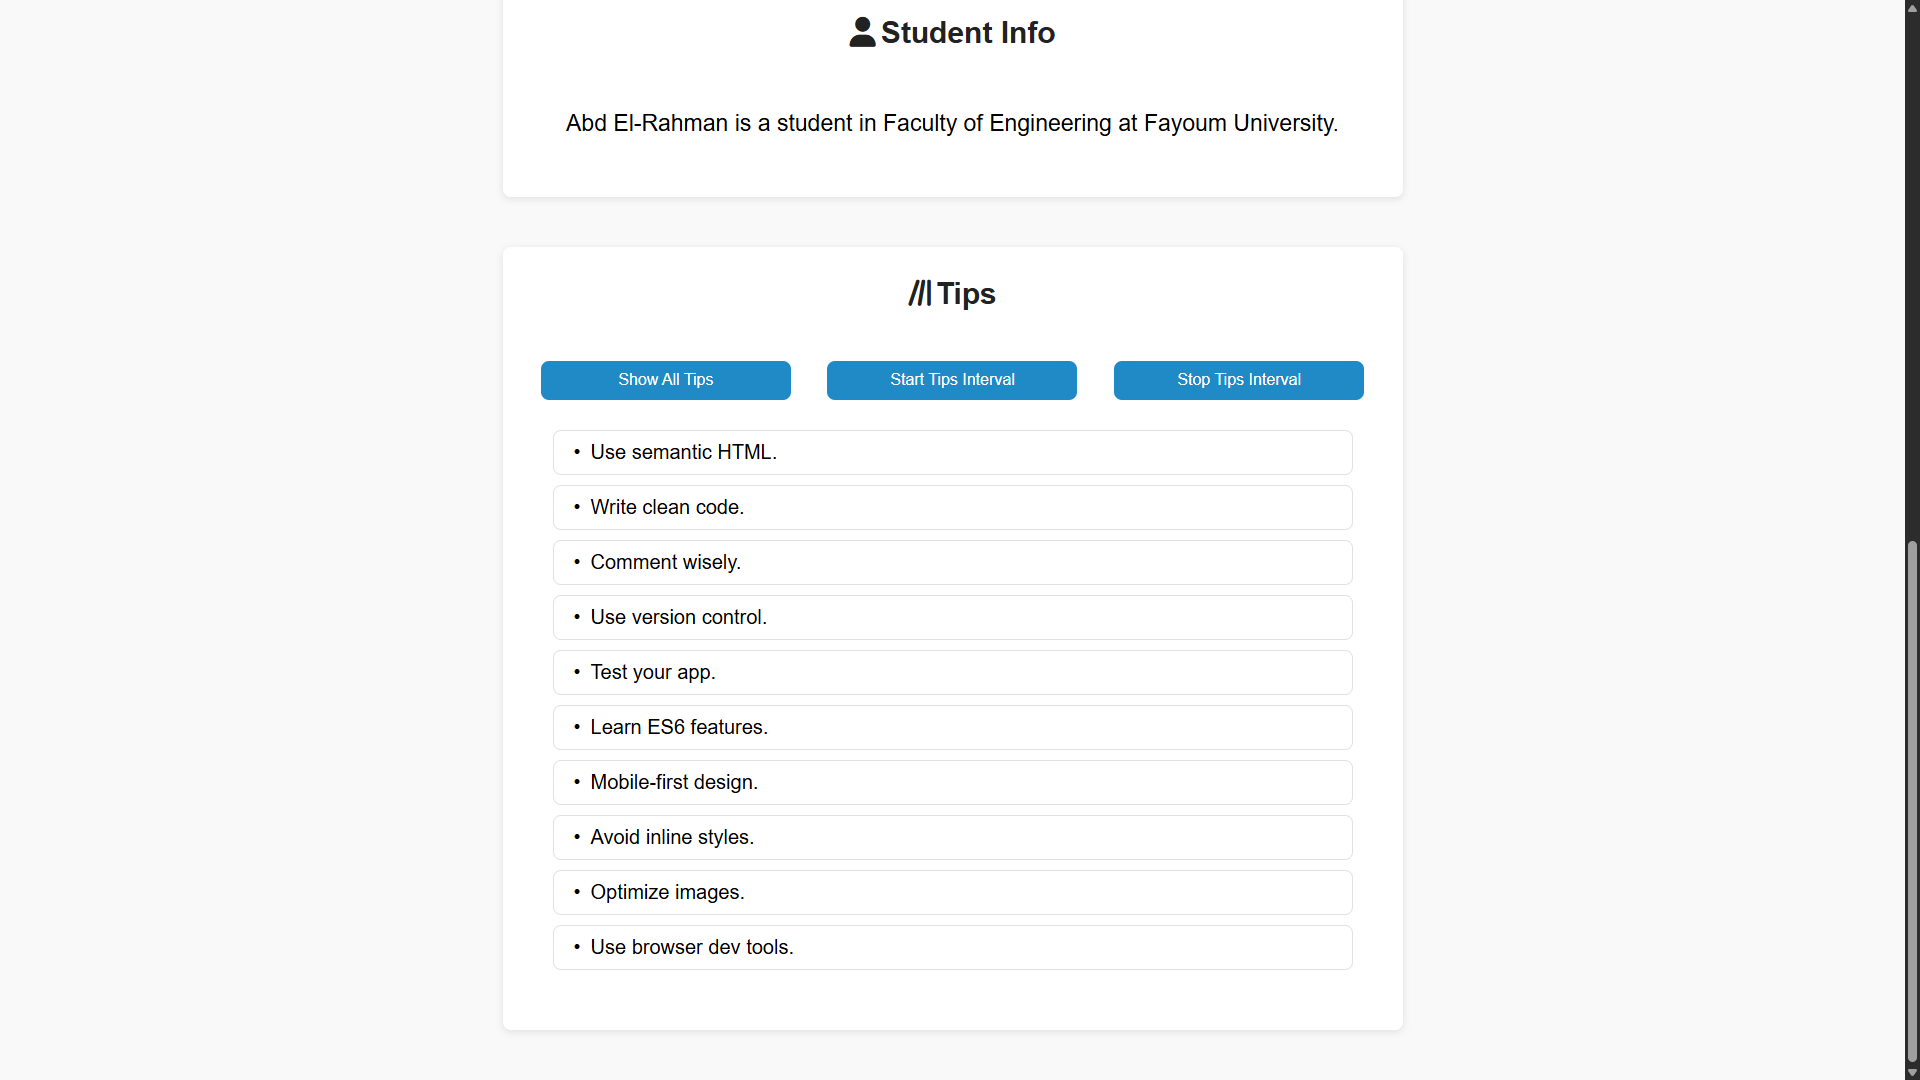 Student Info
Abd El-Rahman is a student in Faculty of Engineering at Fayoum University.
Tips
Show All Tips
Start Tips Interval
Stop Tips Interval
• Use semantic HTML.
• Write clean code.
• Comment wisely.
• Use version control.
• Test your app.
• Learn ES6 features.
• Mobile-first design.
• Avoid inline styles.
• Optimize images.
• Use browser dev tools.